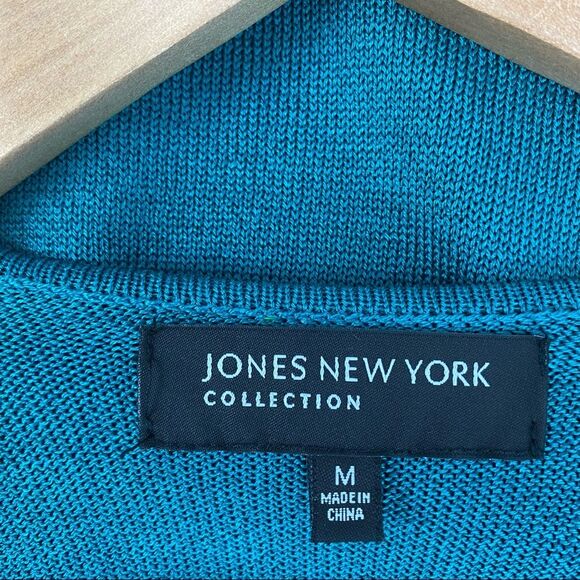 JONES NEW YORK
COLLECTION
M
MADE IN
CHINA